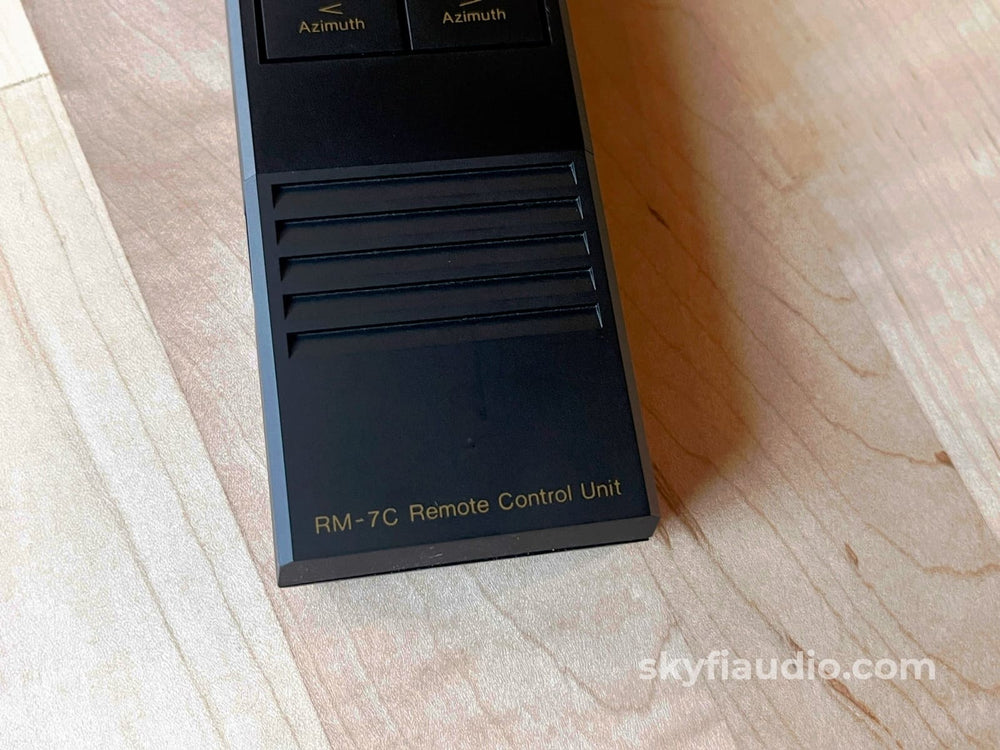 < >
Azimuth Azimuth
RM-7C Remote Control Unit
skyfiaudio.com